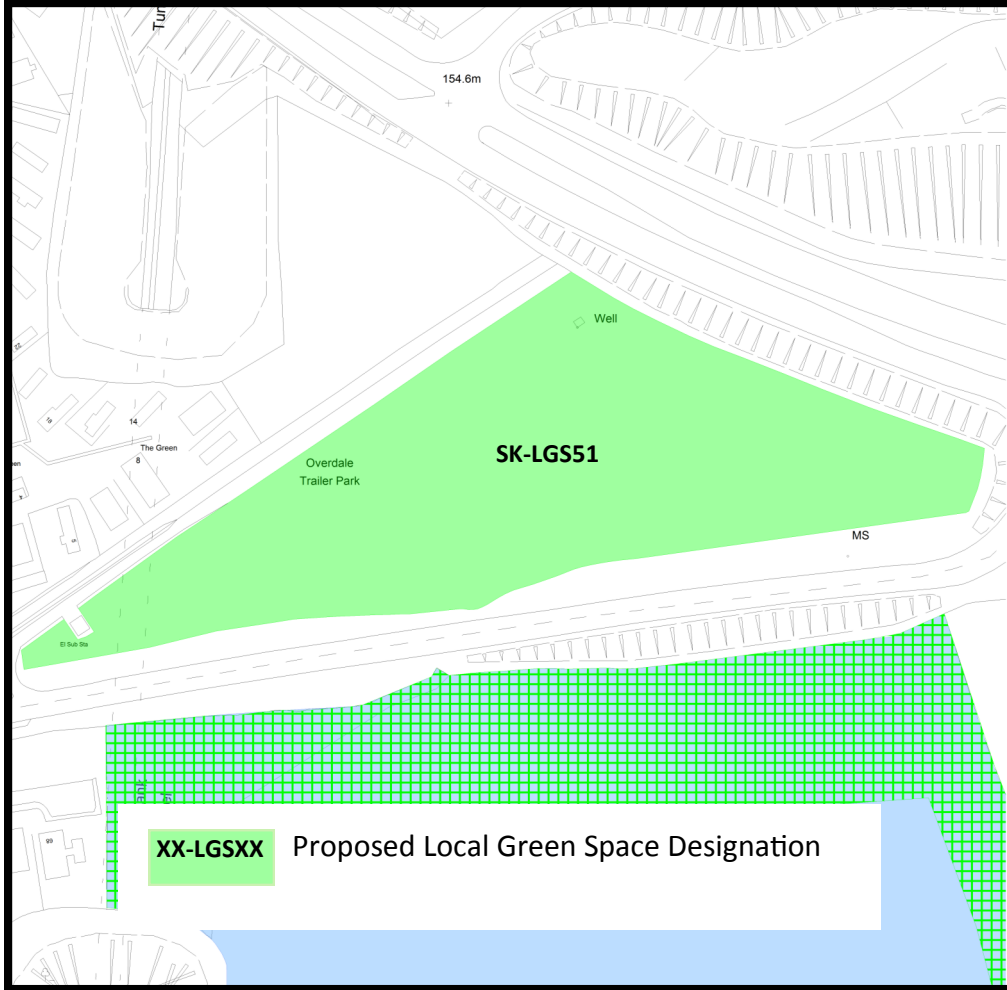 Tun
154.6m
Well
SK-LGS51
22
18
14
The Green
8
Overdale
Trailer Park
MS
El Sub Sta
XX-LGSXX Proposed Local Green Space Designation